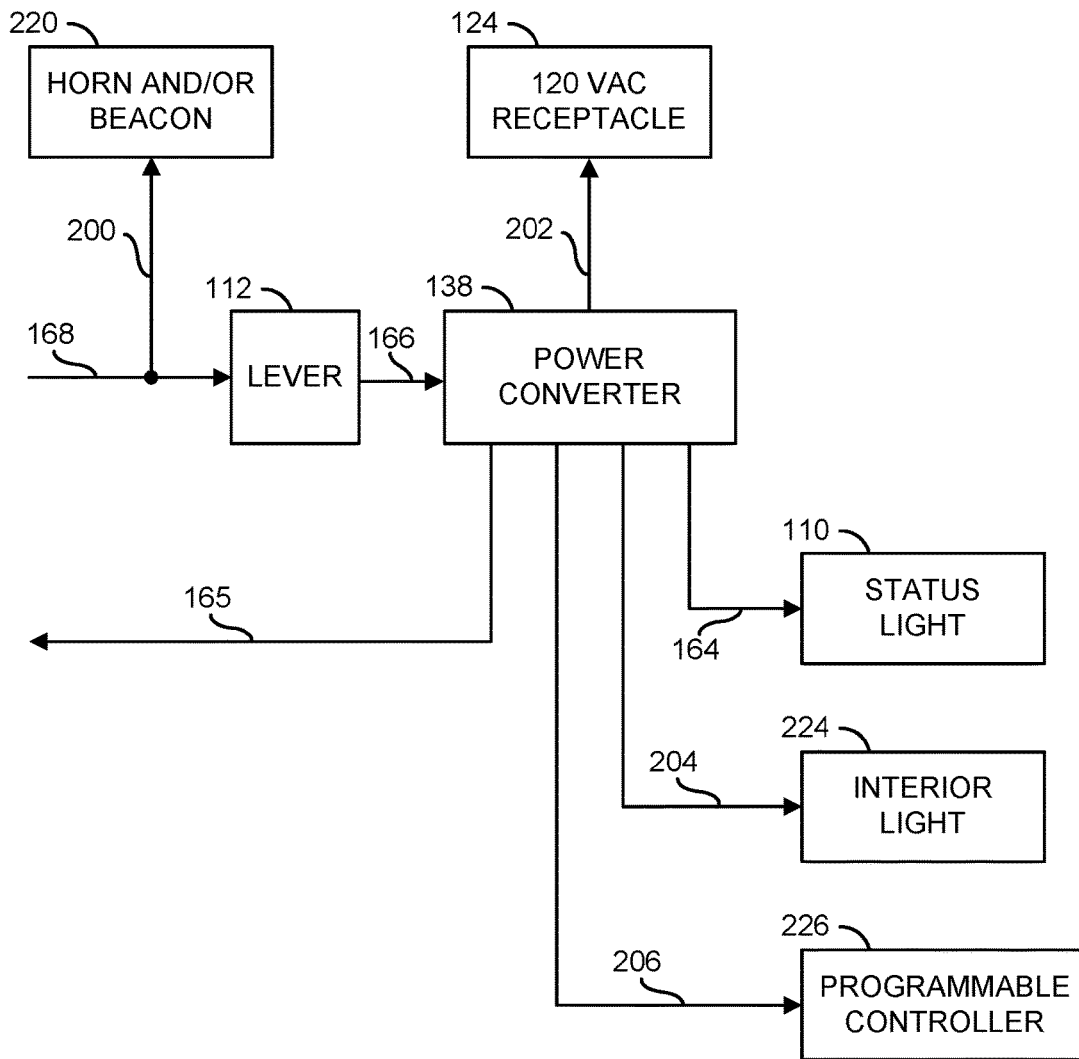 220
HORN AND/OR
BEACON
124
120 VAC
RECEPTACLE
200
202
112
138
168
LEVER
166
POWER
CONVERTER
110
STATUS
LIGHT
165
164
224
204
INTERIOR
LIGHT
226
206
PROGRAMMABLE
CONTROLLER